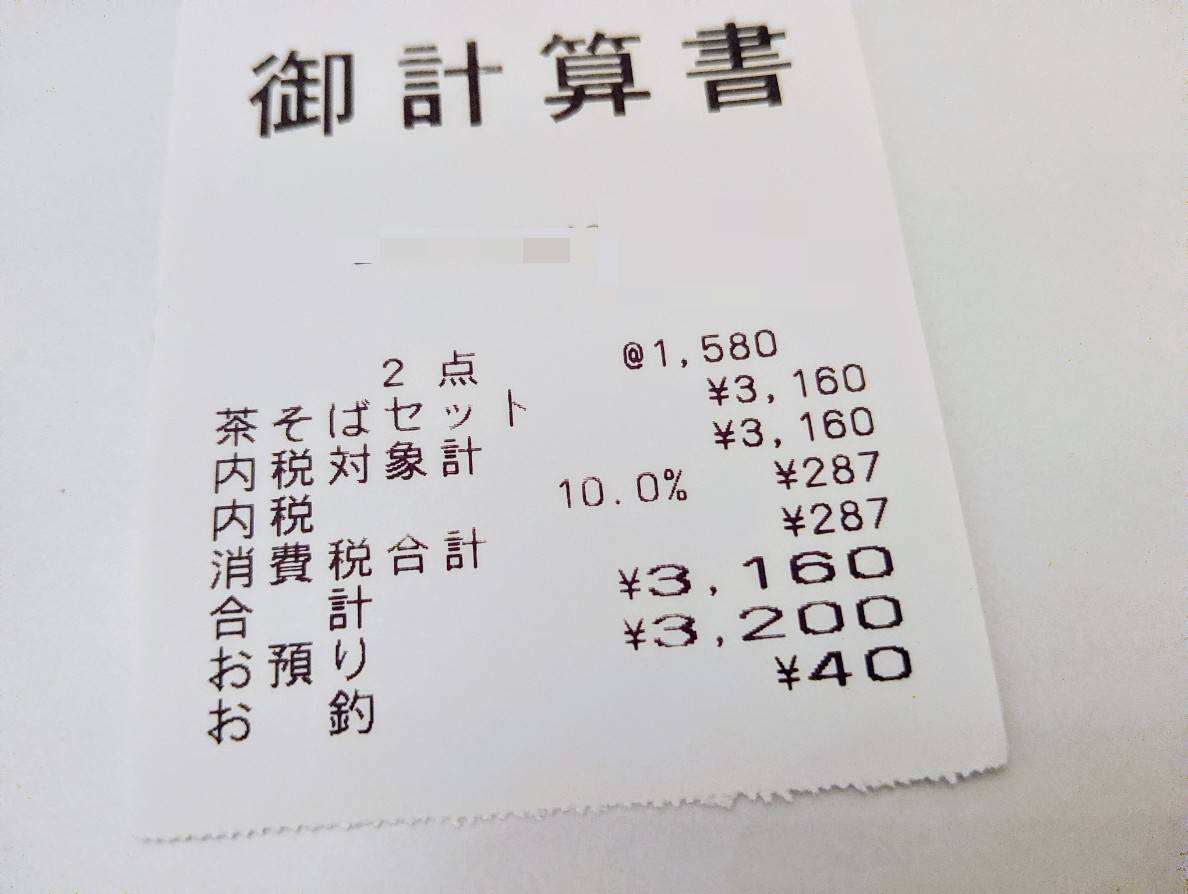 御計算書
2点 @1,580
茶そばセット ¥3,160
内税対象計 ¥3,160
内税 10.0% ¥287
消費税合計 ¥287
合計 ¥3,160
お預り ¥3,200
お釣 ¥40